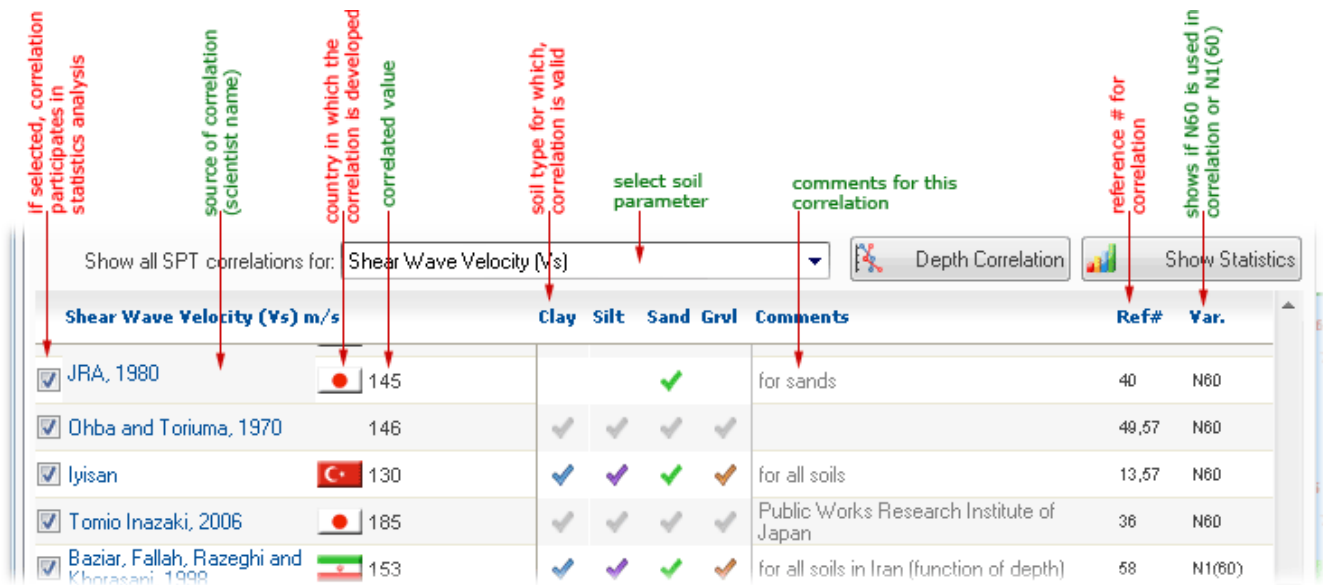 if selected, correlation
participates in
statistics analysis
source of correlation
(scientist name)
country in which the
correlation is developed
correlated value
soil type for which,
correlation is valid
select soil
parameter
comments for this
correlation
reference # for
correlation
shows if N60 is used in
correlation or N1(60)
Show all SPT correlations for: Shear Wave Velocity (Vs) Depth Correlation Show Statistics
Shear Wave Velocity (Vs) m/s Clay Silt Sand Grvl Comments Ref# Var.
JRA, 1980 145 for sands 40 N60
Ohba and Toriuma, 1970 146 49,57 N60
Iyisan 130 for all soils 13,57 N60
Tomio Inazaki, 2006 185 Public Works Research Institute of
Japan 36 N60
Baziar, Fallah, Razeghi and
Khorasani, 1998 153 for all soils in Iran (function of depth) 58 N1(60)